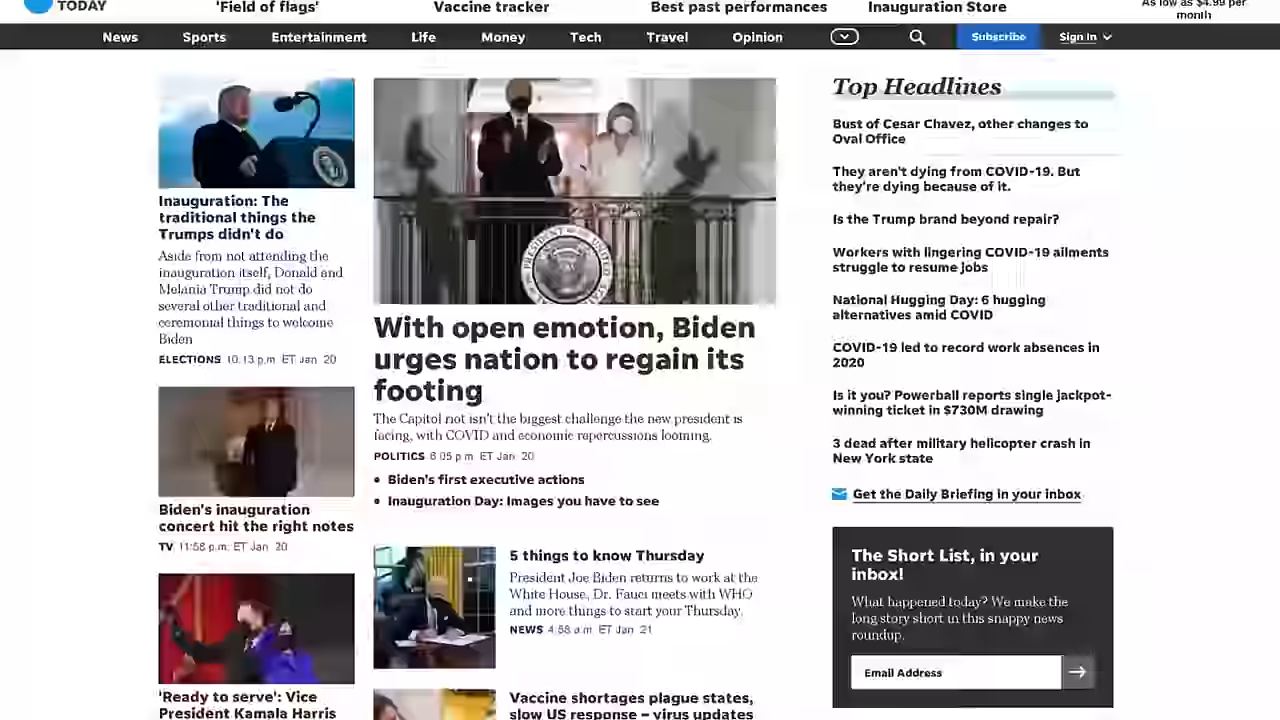 TODAY
'Field of flags'
Vaccine tracker
Best past performances
Inauguration Store
As low as $4.99 per
month
News
Sports
Entertainment
Life
Money
Tech
Travel
Opinion
Subscribe
Sign In
Inauguration: The
traditional things the
Trumps didn't do
Aside from not attending the
inauguration itself, Donald and
Melania Trump did not do
several other traditional and
ceremonial things to welcome
Biden
ELECTIONS 10:13 p.m. ET Jan. 20
Biden's inauguration
concert hit the right notes
TV 11:58 p.m. ET Jan. 20
'Ready to serve': Vice
President Kamala Harris
PRESIDENT OF THE UNITED
With open emotion, Biden
urges nation to regain its
footing
The Capitol riot isn't the biggest challenge the new president is
facing, with COVID and economic repercussions looming.
POLITICS 6:05 p.m. ET Jan. 20
• Biden's first executive actions
• Inauguration Day: Images you have to see
5 things to know Thursday
President Joe Biden returns to work at the
White House, Dr. Fauci meets with WHO
and more things to start your Thursday.
NEWS 4:58 a.m. ET Jan. 21
Vaccine shortages plague states,
slow US response – virus updates
Top Headlines
Bust of Cesar Chavez, other changes to
Oval Office
They aren't dying from COVID-19. But
they're dying because of it.
Is the Trump brand beyond repair?
Workers with lingering COVID-19 ailments
struggle to resume jobs
National Hugging Day: 6 hugging
alternatives amid COVID
COVID-19 led to record work absences in
2020
Is it you? Powerball reports single jackpot-
winning ticket in $730M drawing
3 dead after military helicopter crash in
New York state
Get the Daily Briefing in your inbox
The Short List, in your
inbox!
What happened today? We make the
long story short in this snappy news
roundup.
Email Address